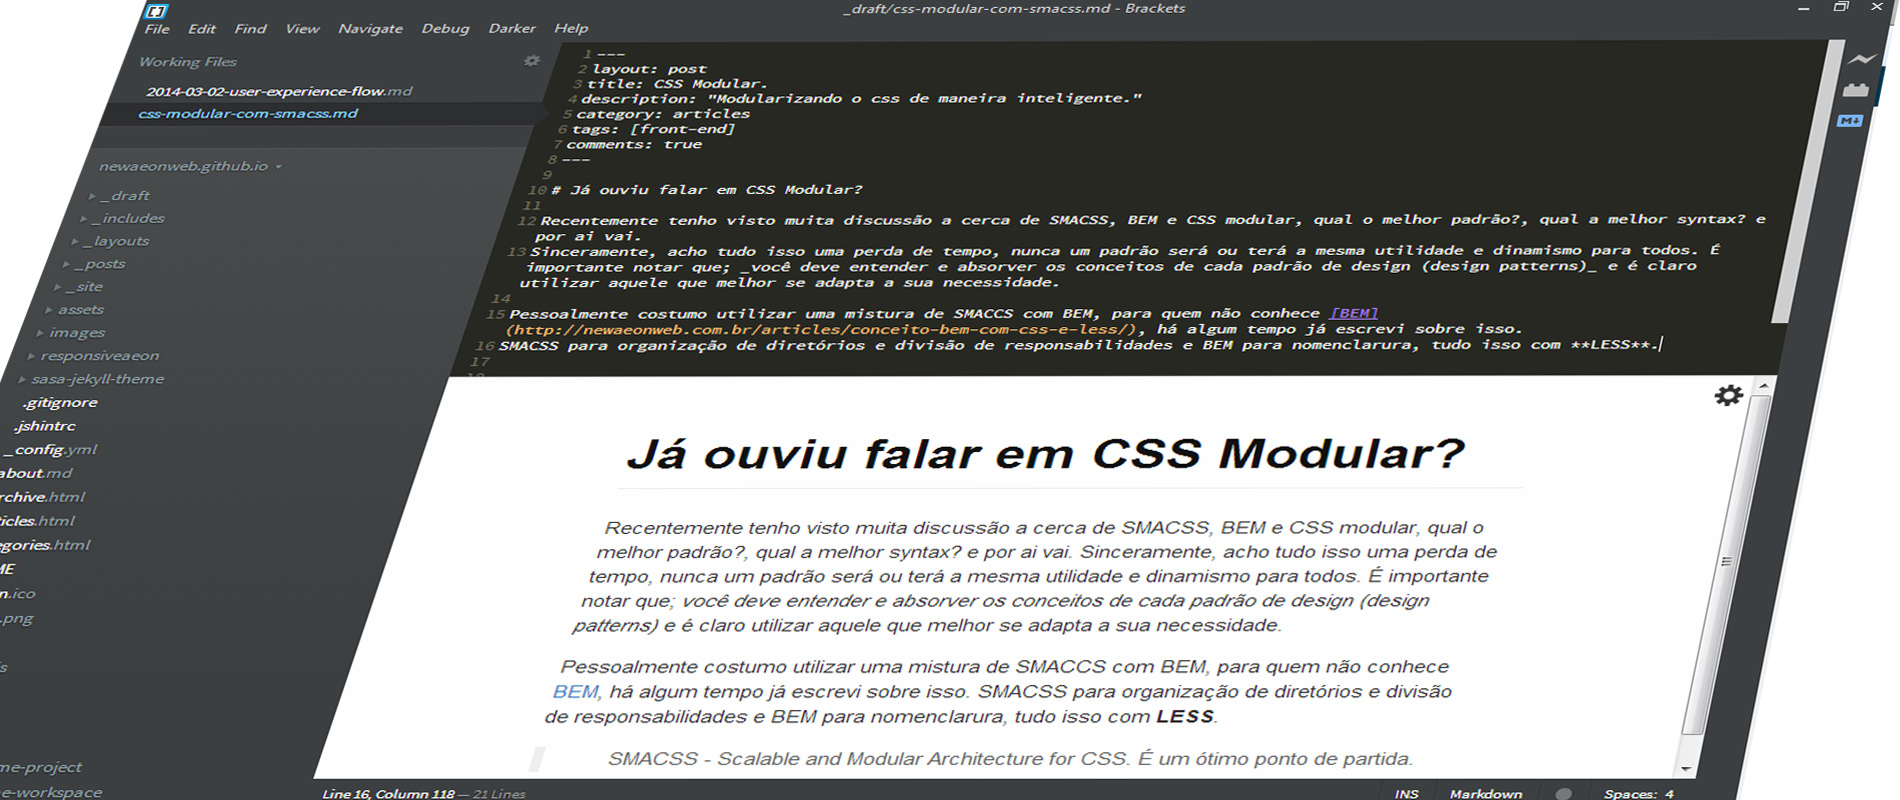 _draft/css-modular-com-smacss.md - Brackets
File Edit Find View Navigate Debug Darker Help
Working Files
2014-03-02-user-experience-flow.md
css-modular-com-smacss.md
newaeonweb.github.io
_draft
_includes
_layouts
_posts
_site
assets
images
responsiveaeon
sasa-jekyll-theme
.gitignore
.jshintrc
_config.yml
about.md
rchive.html
icles.html
egories.html
ME
n.ico
.png
s
me-project
e-workspace
1 ---
2 layout: post
3 title: CSS Modular.
4 description: "Modularizando o css de maneira inteligente."
5 category: articles
6 tags: [front-end]
7 comments: true
8 ---
9
10 # Já ouviu falar em CSS Modular?
11
12 Recentemente tenho visto muita discussão a cerca de SMACSS, BEM e CSS modular, qual o melhor padrão?, qual a melhor syntax? e
por ai vai.
13 Sinceramente, acho tudo isso uma perda de tempo, nunca um padrão será ou terá a mesma utilidade e dinamismo para todos. É
importante notar que; _você deve entender e absorver os conceitos de cada padrão de design (design patterns)_ e é claro
utilizar aquele que melhor se adapta a sua necessidade.
14
15 Pessoalmente costumo utilizar uma mistura de SMACCS com BEM, para quem não conhece [BEM]
(http://newaeonweb.com.br/articles/conceito-bem-com-css-e-less/), há algum tempo já escrevi sobre isso.
16 SMACSS para organização de diretórios e divisão de responsabilidades e BEM para nomenclarura, tudo isso com **LESS**.
17
M↓
Já ouviu falar em CSS Modular?
Recentemente tenho visto muita discussão a cerca de SMACSS, BEM e CSS modular, qual o
melhor padrão?, qual a melhor syntax? e por ai vai. Sinceramente, acho tudo isso uma perda de
tempo, nunca um padrão será ou terá a mesma utilidade e dinamismo para todos. É importante
notar que; você deve entender e absorver os conceitos de cada padrão de design (design
patterns) e é claro utilizar aquele que melhor se adapta a sua necessidade.
Pessoalmente costumo utilizar uma mistura de SMACCS com BEM, para quem não conhece
BEM, há algum tempo já escrevi sobre isso. SMACSS para organização de diretórios e divisão
de responsabilidades e BEM para nomenclarura, tudo isso com LESS.
SMACSS - Scalable and Modular Architecture for CSS. É um ótimo ponto de partida.
Line 16, Column 118 — 21 Lines
INS Markdown Spaces: 4